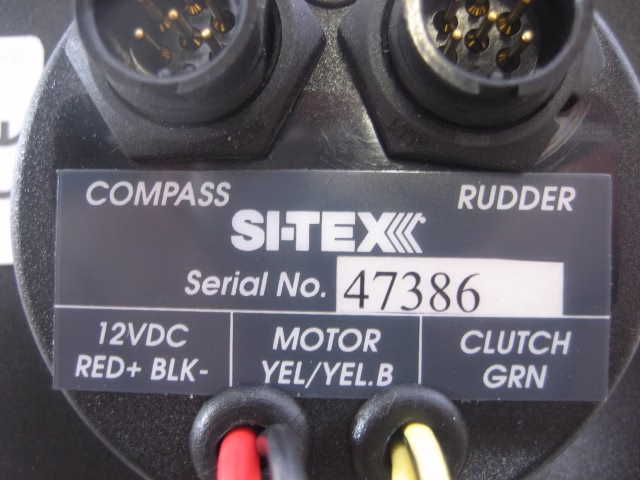 COMPASS RUDDER
SI-TEX
Serial No. 47386
12VDC MOTOR CLUTCH
RED+ BLK- YEL/YEL.B GRN